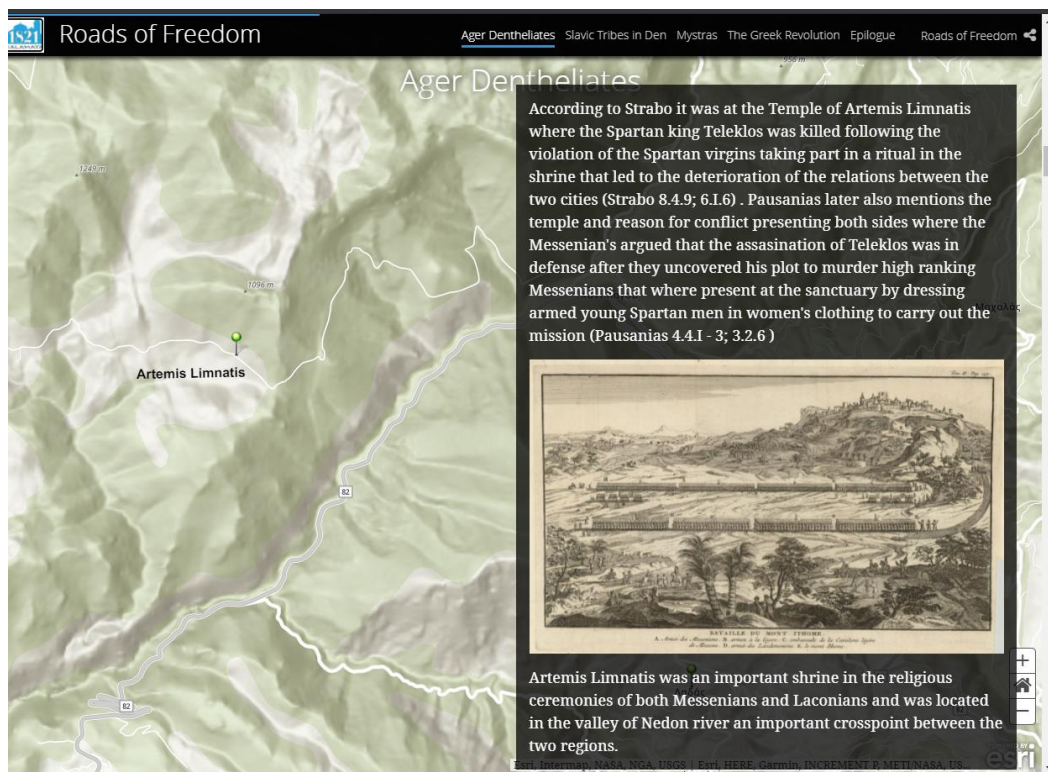 1821
Roads of Freedom
Ager Dentheliates
Slavic Tribes in Den
Mystras
The Greek Revolution
Epilogue
Roads of Freedom
Ager Dentheliates
956 m
1249 m
1096 m
Artemis Limnatis
82
82
According to Strabo it was at the Temple of Artemis Limnatis
where the Spartan king Teleklos was killed following the
violation of the Spartan virgins taking part in a ritual in the
shrine that led to the deterioration of the relations between the
two cities (Strabo 8.4.9; 6.I.6) . Pausanias later also mentions the
temple and reason for conflict presenting both sides where the
Messenian's argued that the assasination of Teleklos was in
defense after they uncovered his plot to murder high ranking
Messenians that where present at the sanctuary by dressing
armed young Spartan men in women's clothing to carry out the
mission (Pausanias 4.4.I - 3; 3.2.6 )
Μαχαλάς
BATAILLE DU MONT ITHOME
Artemis Limnatis was an important shrine in the religious
ceremonies of both Messenians and Laconians and was located
in the valley of Nedon river an important crosspoint between the
two regions.
+
−
esri
Esri, Intermap, NASA, NGA, USGS | Esri, HERE, Garmin, INCREMENT P, METI/NASA, US...